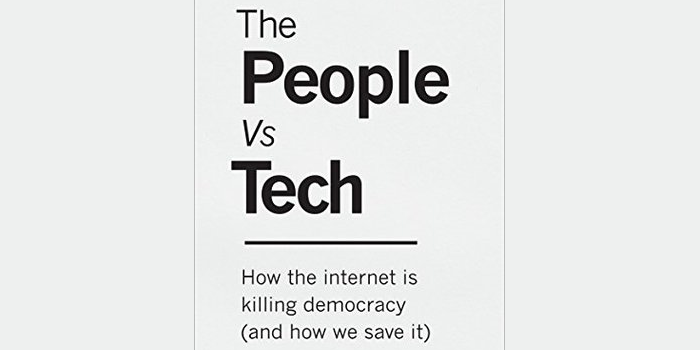 The
People
Vs
Tech
How the internet is
killing democracy
(and how we save it)